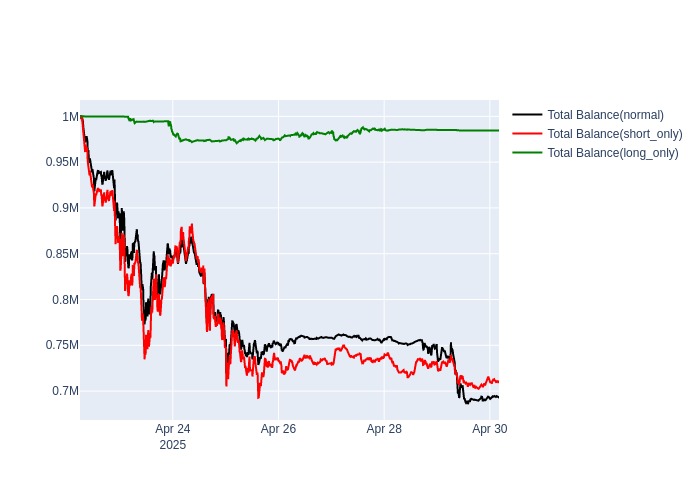 1M
0.95M
0.9M
0.85M
0.8M
0.75M
0.7M
Apr 24
2025
Apr 26
Apr 28
Apr 30
Total Balance(normal)
Total Balance(short_only)
Total Balance(long_only)